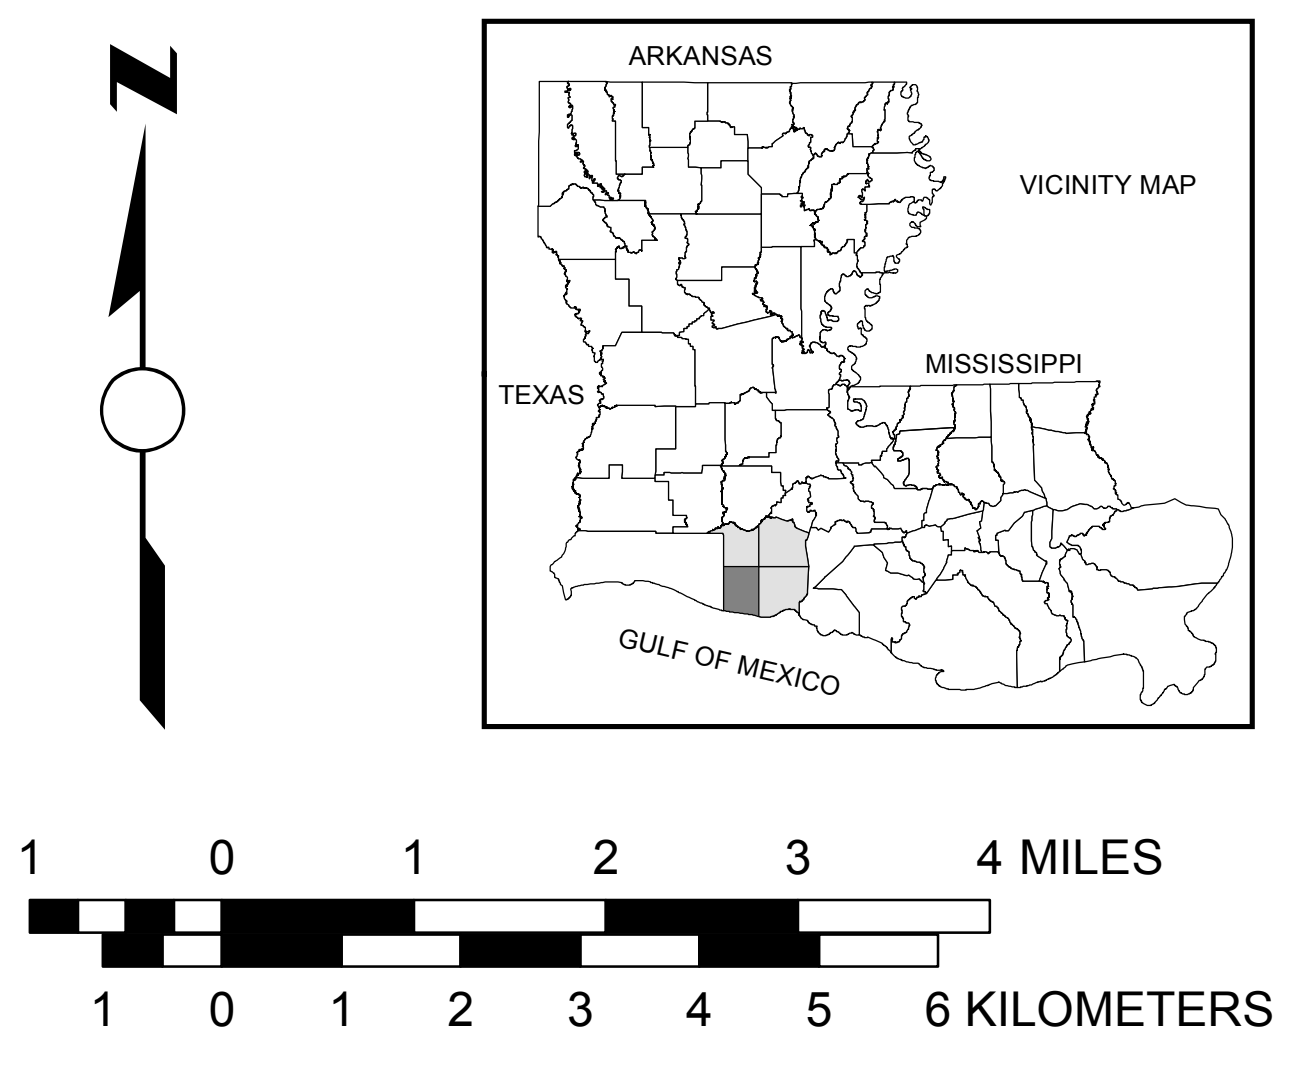 N
ARKANSAS
VICINITY MAP
MISSISSIPPI
TEXAS
GULF OF MEXICO
1 0 1 2 3 4 MILES
1 0 1 2 3 4 5 6 KILOMETERS